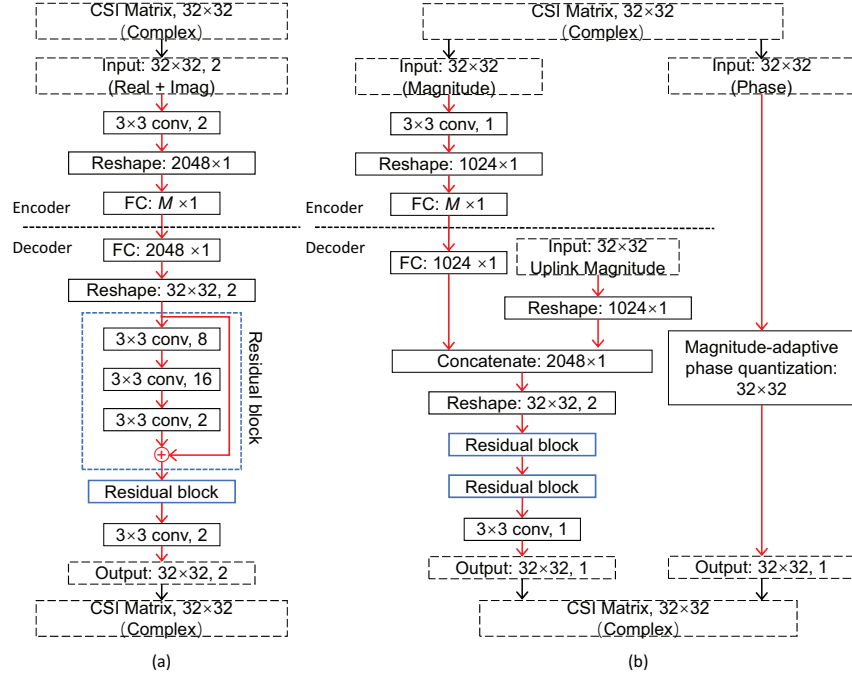 CSI Matrix, 32×32
(Complex)
Input: 32×32, 2
(Real + Imag)
3×3 conv, 2
Reshape: 2048×1
Encoder
FC: M ×1
Decoder
FC: 2048 ×1
Reshape: 32×32, 2
3×3 conv, 8
3×3 conv, 16
3×3 conv, 2
+
Residual block
Residual block
3×3 conv, 2
Output: 32×32, 2
CSI Matrix, 32×32
(Complex)
(a)
CSI Matrix, 32×32
(Complex)
Input: 32×32
(Magnitude)
Input: 32×32
(Phase)
3×3 conv, 1
Reshape: 1024×1
Encoder
FC: M ×1
Decoder
FC: 1024 ×1
Input: 32×32
Uplink Magnitude
Reshape: 1024×1
Concatenate: 2048×1
Reshape: 32×32, 2
Residual block
Residual block
3×3 conv, 1
Magnitude-adaptive
phase quantization:
32×32
Output: 32×32, 1
Output: 32×32, 1
CSI Matrix, 32×32
(Complex)
(b)